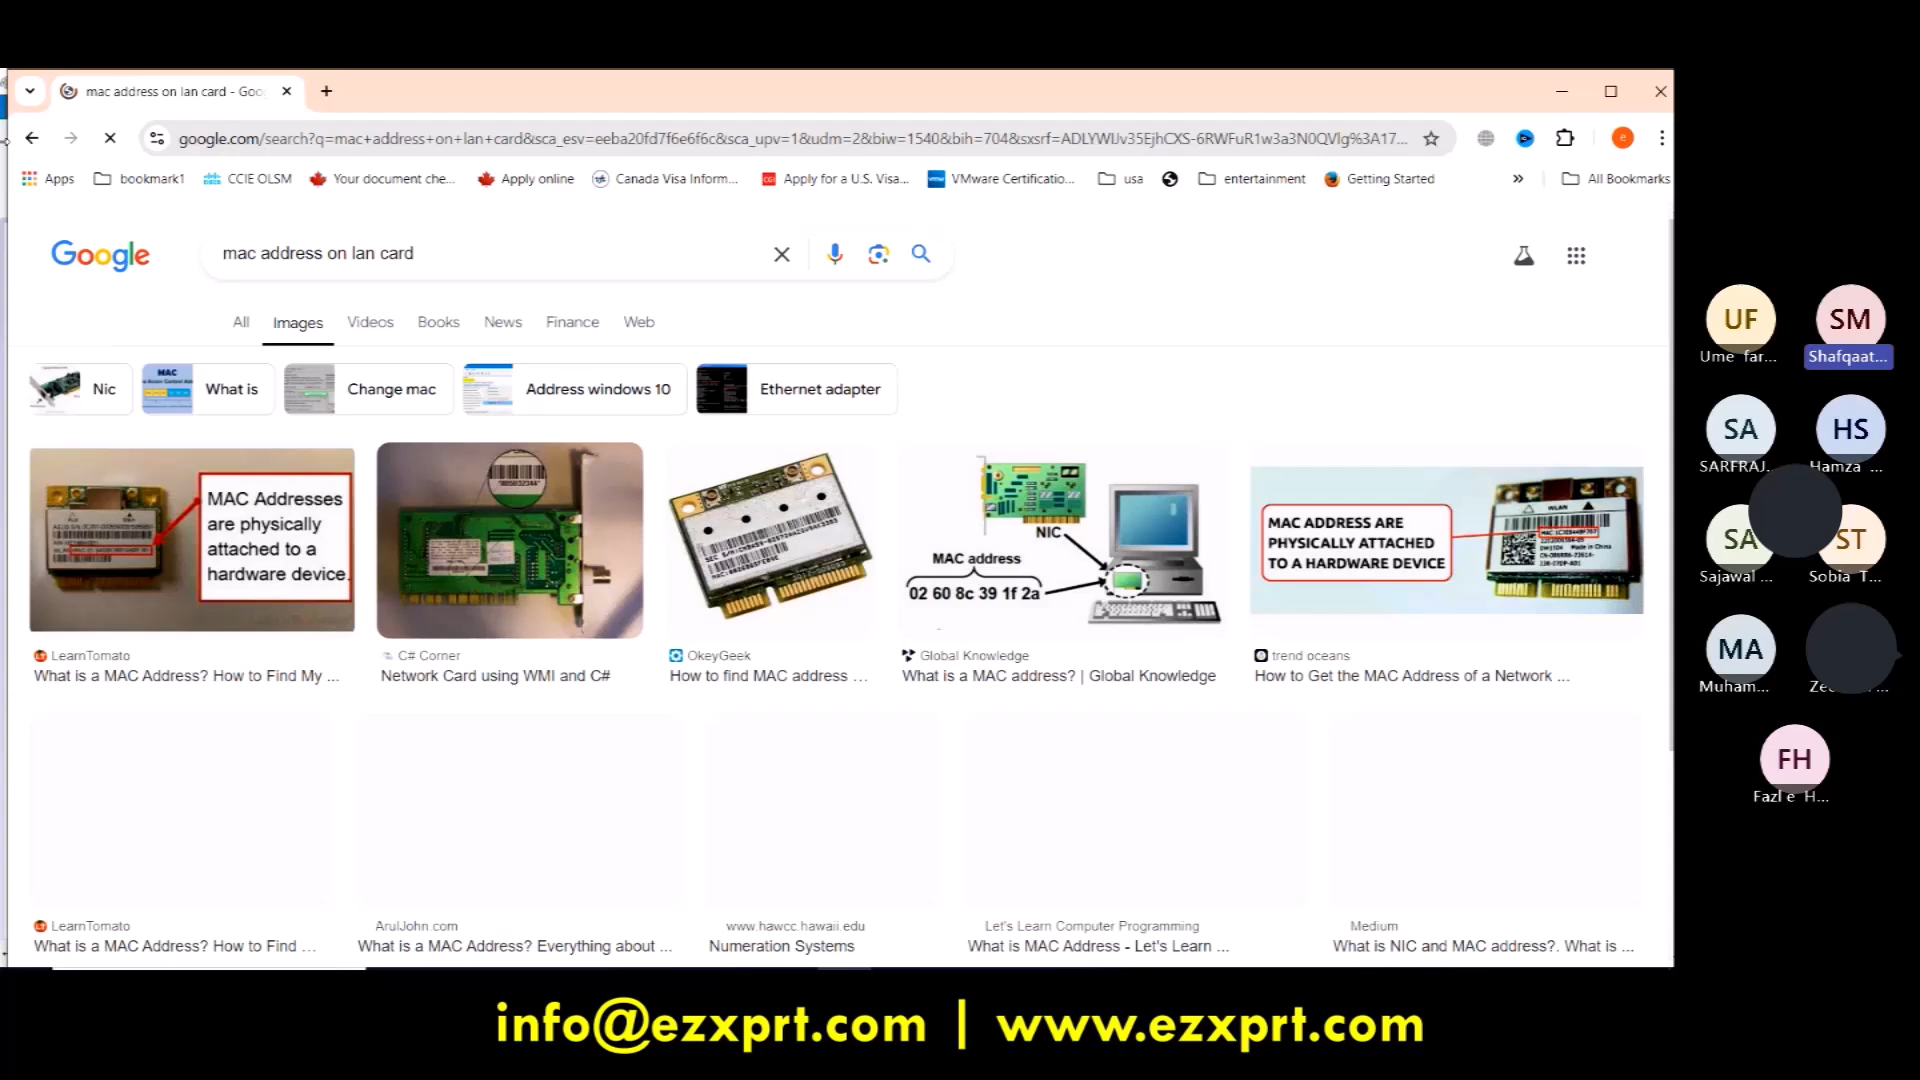 mac address on lan card - Goo
google.com/search?q=mac+address+on+lan+card&sca_esv=eeba20fd7f6e6f6c&sca_upv=1&udm=2&biw=1540&bih=704&sxsrf=ADLYWIJv35EjhCXS-6RWFuR1w3a3N0QVlg%3A17...
e
Apps bookmark1 CCIE OLSM Your document che... Apply online Canada Visa Inform... Apply for a U.S. Visa... VMware Certificatio... usa entertainment Getting Started » All Bookmarks
Google mac address on lan card
All Images Videos Books News Finance Web
Nic What is Change mac Address windows 10 Ethernet adapter
MAC Addresses
are physically
attached to a
hardware device.
NIC
MAC address
02 60 8c 39 1f 2a
MAC ADDRESS ARE
PHYSICALLY ATTACHED
TO A HARDWARE DEVICE
WLAN
LearnTomato
What is a MAC Address? How to Find My ...
C# Corner
Network Card using WMI and C#
OkeyGeek
How to find MAC address ...
Global Knowledge
What is a MAC address? | Global Knowledge
trend oceans
How to Get the MAC Address of a Network ...
LearnTomato
What is a MAC Address? How to Find ...
ArulJohn.com
What is a MAC Address? Everything about ...
www.hawcc.hawaii.edu
Numeration Systems
Let's Learn Computer Programming
What is MAC Address - Let's Learn ...
Medium
What is NIC and MAC address?. What is ...
UF
Ume far...
SM
Shafqaat...
SA
SARFRAJ.
HS
Hamza ...
SA
Sajawal ...
ST
Sobia T...
MA
Muham...
FH
Fazl e H...
info@ezxprt.com | www.ezxprt.com